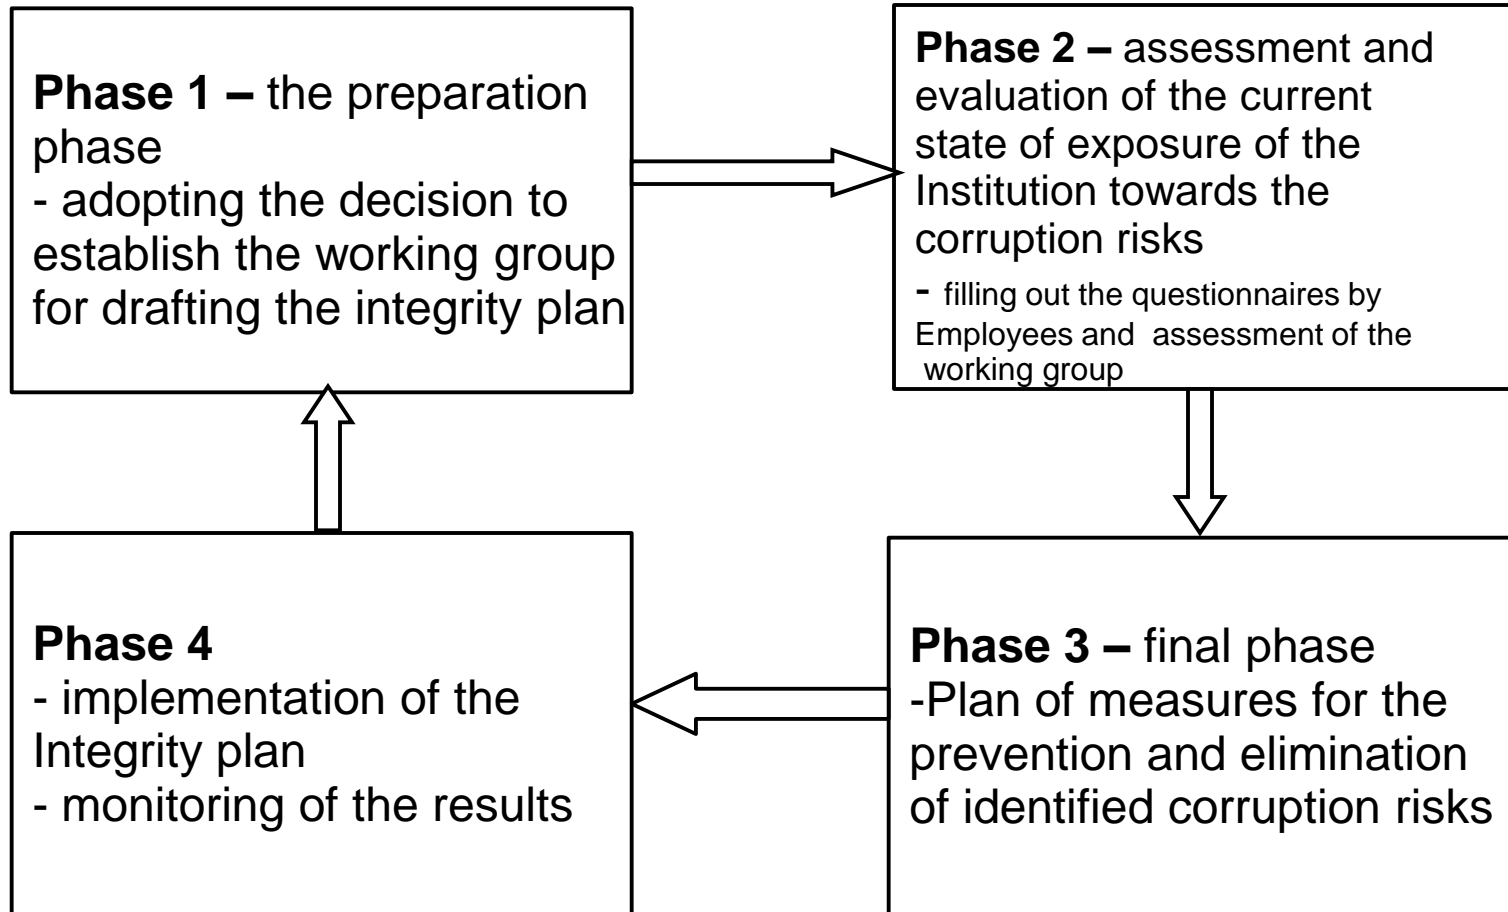 Phase 1 – the preparation
phase
- adopting the decision to
establish the working group
for drafting the integrity plan
Phase 2 – assessment and
evaluation of the current
state of exposure of the
Institution towards the
corruption risks
- filling out the questionnaires by
Employees and assessment of the
working group
Phase 3 – final phase
-Plan of measures for the
prevention and elimination
of identified corruption risks
Phase 4
- implementation of the
Integrity plan
- monitoring of the results